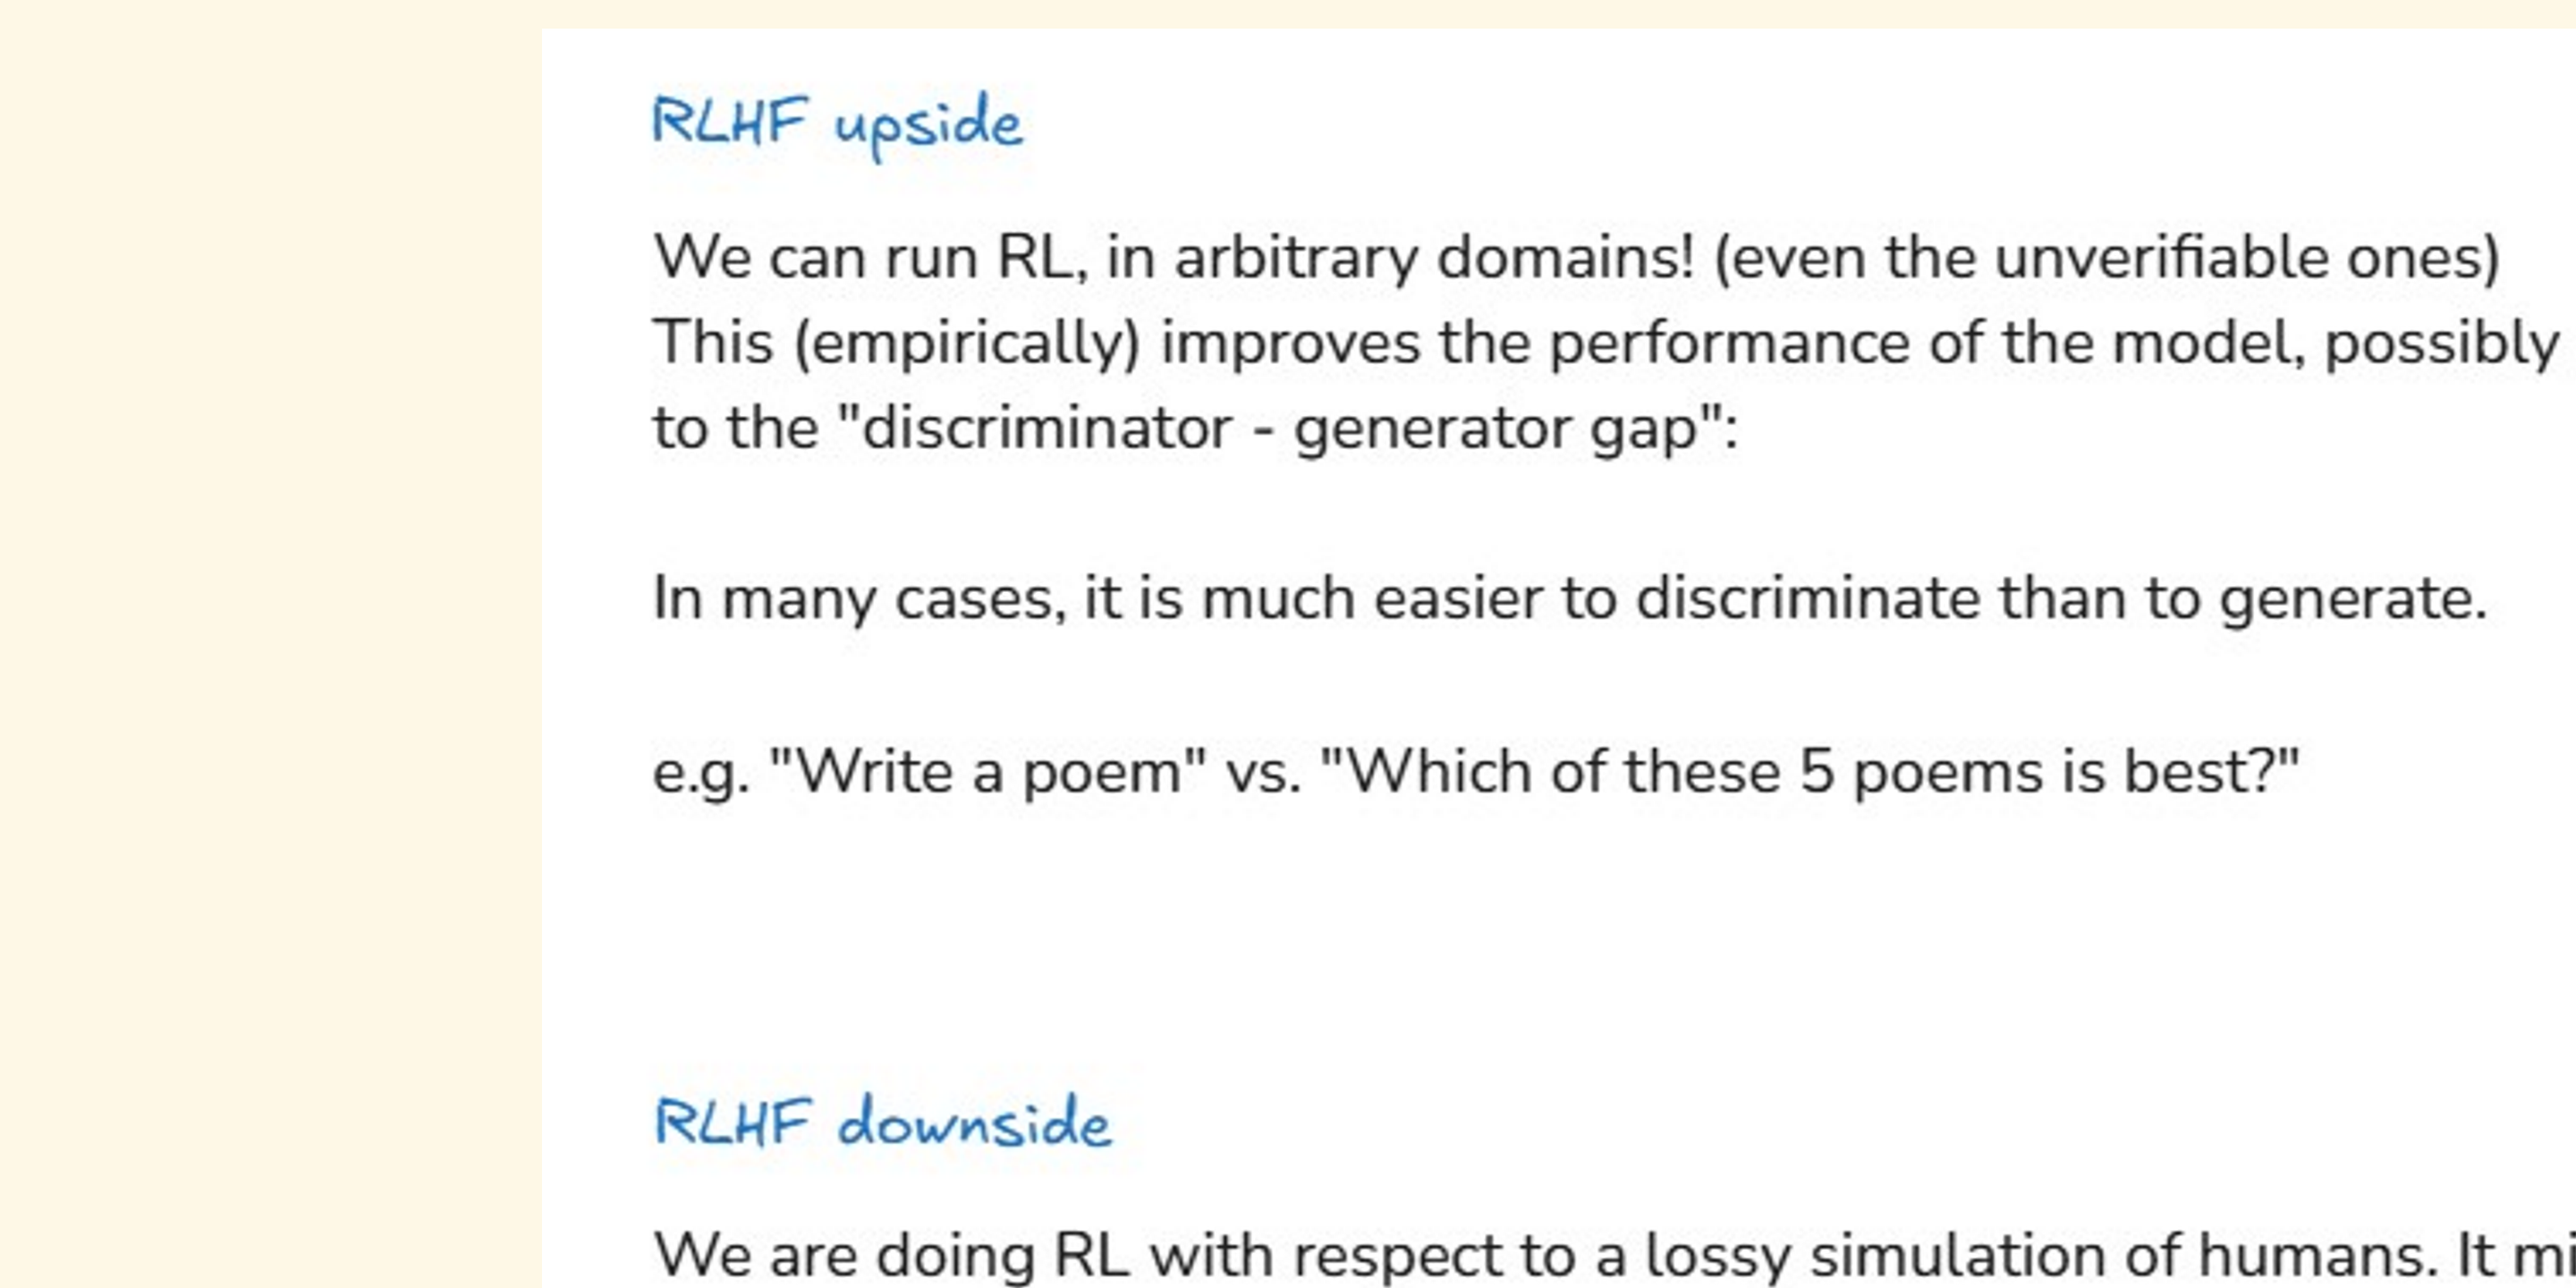 RLHF upside
We can run RL, in arbitrary domains! (even the unverifiable ones)
This (empirically) improves the performance of the model, possibly
to the "discriminator - generator gap":
In many cases, it is much easier to discriminate than to generate.
e.g. "Write a poem" vs. "Which of these 5 poems is best?"
RLHF downside
We are doing RL with respect to a lossy simulation of humans. It